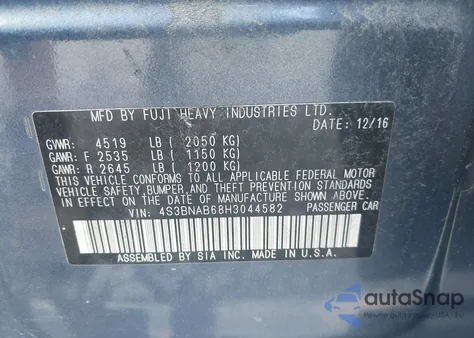 MFD BY FUJI HEAVY INDUSTRIES LTD.
DATE: 12/16
GVWR: 4519 LB ( 2050 KG)
GAWR: F 2535 LB ( 1150 KG)
GAWR: R 2645 LB ( 1200 KG)
THIS VEHICLE CONFORMS TO ALL APPLICABLE FEDERAL MOTOR
VEHICLE SAFETY, BUMPER, AND THEFT PREVENTION
STANDARDS IN EFFECT ON THE DATE OF MANUFACTURE SHOWN ABOVE.
VIN: 4S3BNAB68H3044582 PASSENGER CAR
ASSEMBLED BY SIA INC. MADE IN U.S.A.
autoSnap